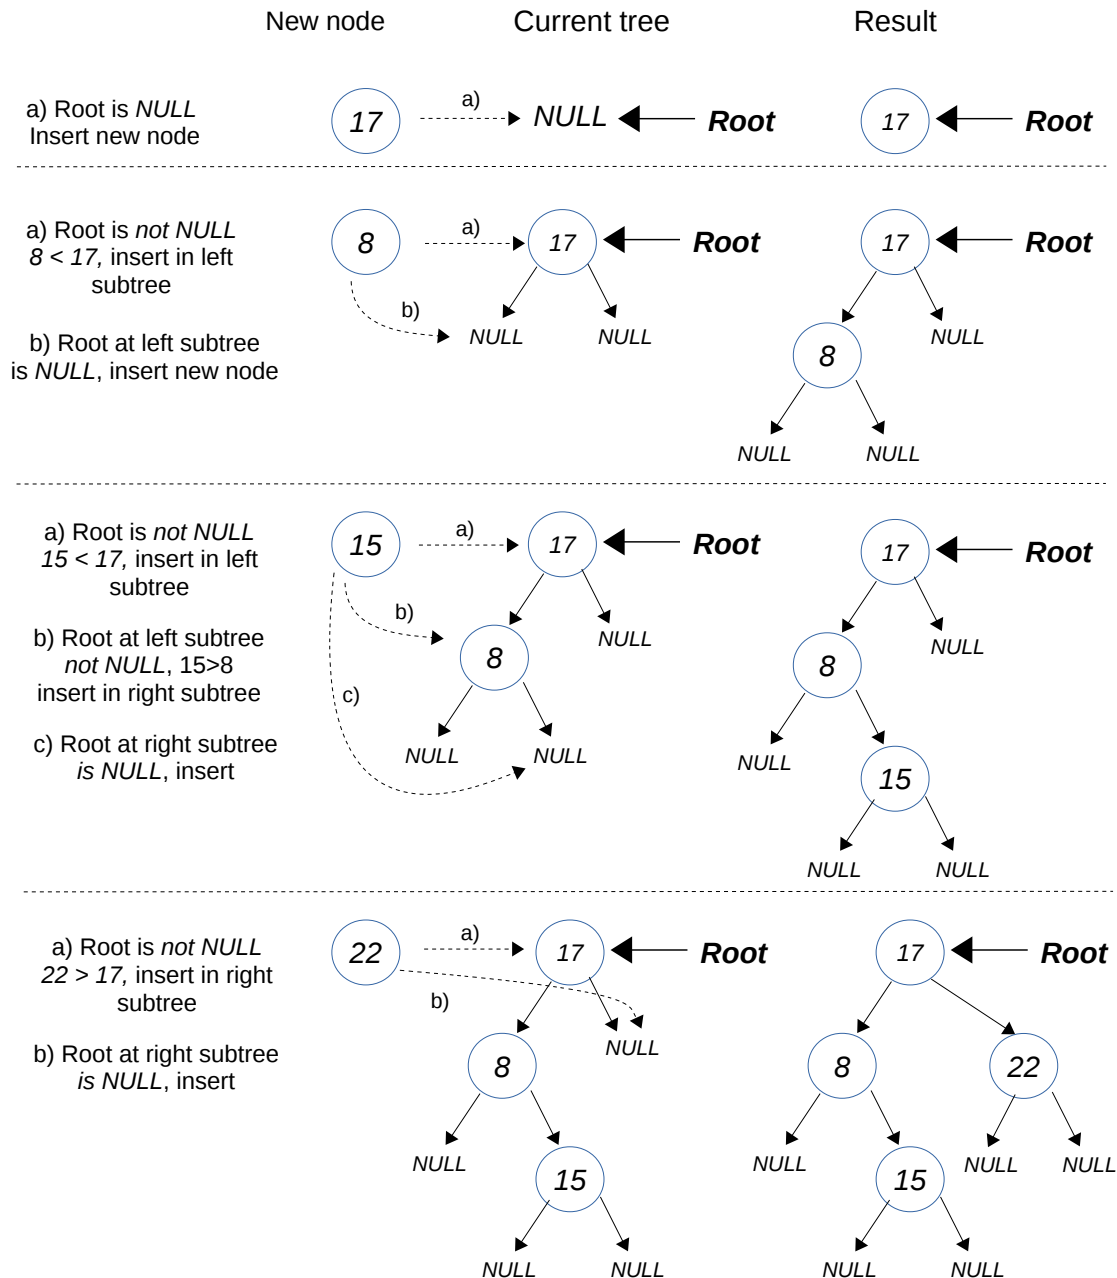 New node Current tree Result
a) Root is NULL
Insert new node
17 a) NULL Root 17 Root
a) Root is not NULL
8 < 17, insert in left
subtree
b) Root at left subtree
is NULL, insert new node
8 a) 17 Root
b) NULL NULL
17 Root
8 NULL
NULL NULL
a) Root is not NULL
15 < 17, insert in left
subtree
b) Root at left subtree
not NULL, 15>8
insert in right subtree
c) Root at right subtree
is NULL, insert
15 a) 17 Root
b) 8 NULL
c)
NULL NULL
17 Root
8 NULL
NULL 15
NULL NULL
a) Root is not NULL
22 > 17, insert in right
subtree
b) Root at right subtree
is NULL, insert
22 a) 17 Root
b)
8 NULL
NULL 15
NULL NULL
17 Root
8 22
NULL 15 NULL NULL
NULL NULL